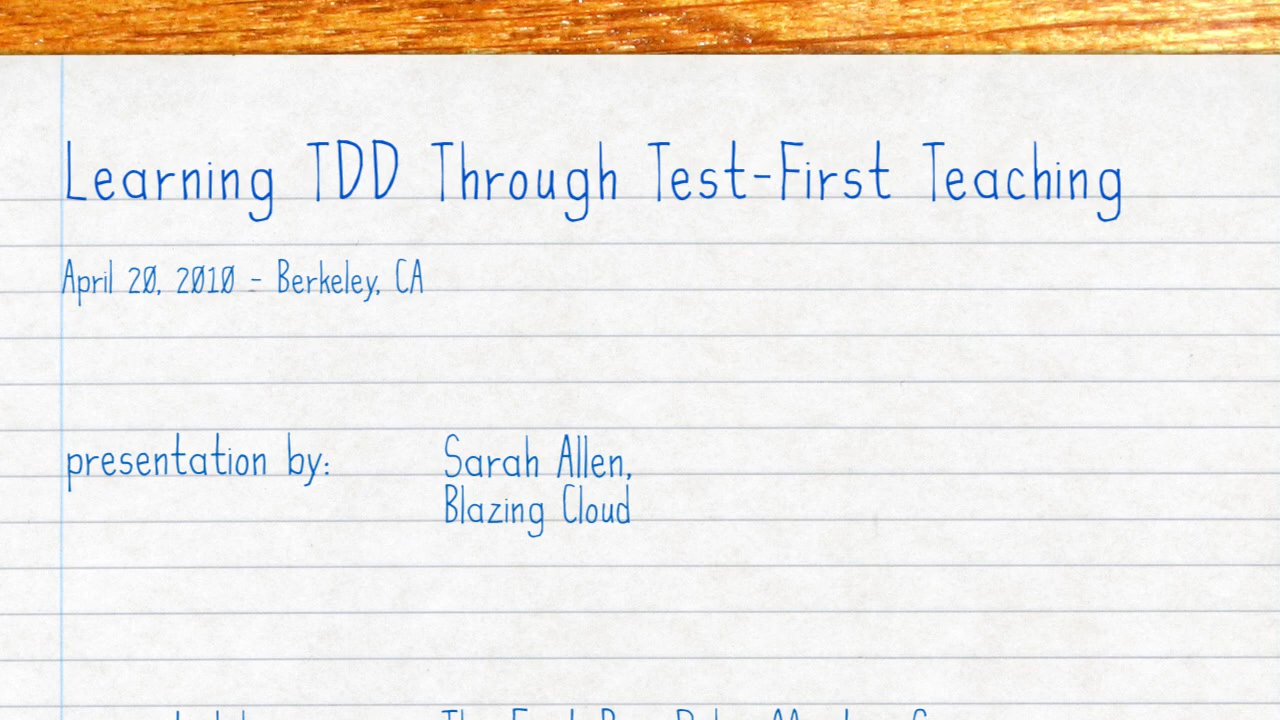 Learning TDD Through Test-First Teaching
April 20, 2010 - Berkeley, CA
presentation by: Sarah Allen,
Blazing Cloud